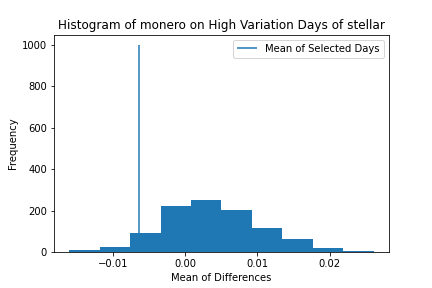 Histogram of monero on High Variation Days of stellar
Mean of Selected Days
Frequency
1000
800
600
400
200
0
−0.01 0.00 0.01 0.02
Mean of Differences